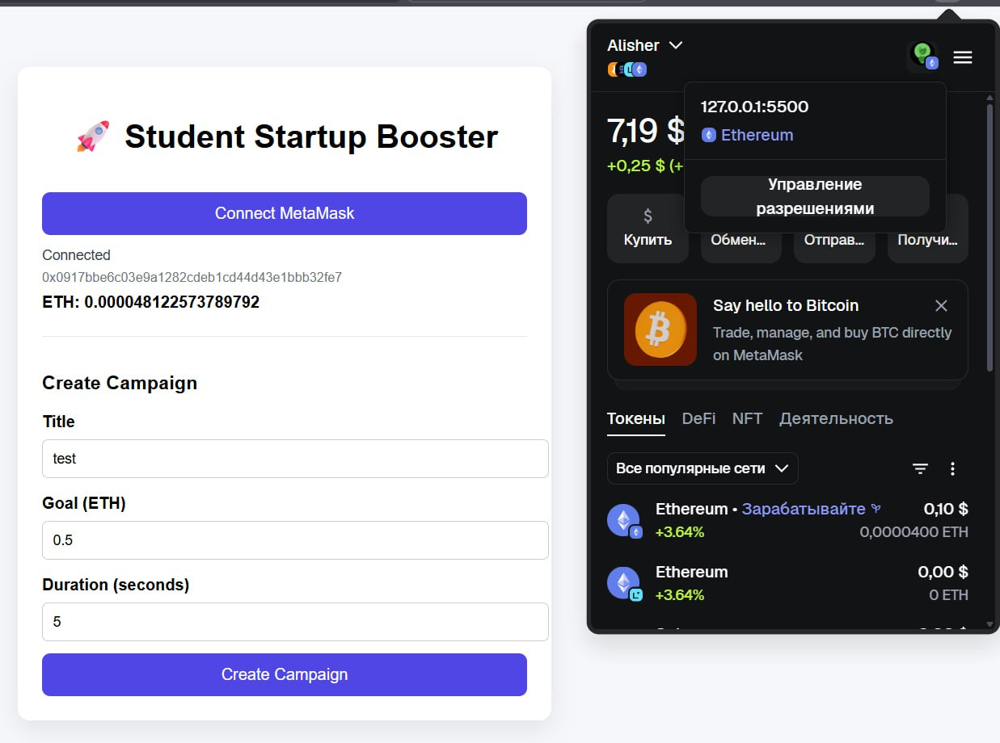 Student Startup Booster
Connect MetaMask
Connected
0x0917bbe6c03e9a1282cdeb1cd44d43e1bbb32fe7
ETH: 0.000048122573789792
Create Campaign
Title
test
Goal (ETH)
0.5
Duration (seconds)
5
Create Campaign
Alisher
127.0.0.1:5500
Ethereum
Управление
разрешениями
7,19 $
+0,25 $ (+
Купить
Обмен...
Отправ...
Получи...
Say hello to Bitcoin
Trade, manage, and buy BTC directly
on MetaMask
Токены DeFi NFT Деятельность
Все популярные сети
Ethereum • Зарабатывайте 0,10 $
+3.64% 0,0000400 ETH
Ethereum 0,00 $
+3.64% 0 ETH